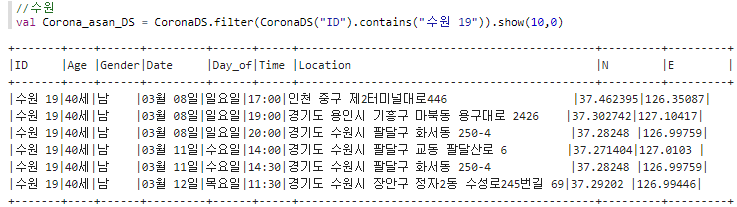 //수원
val Corona_asan_DS = CoronaDS.filter(CoronaDS("ID").contains("수원 19")).show(10,0)
+-------+----+------+-------+------+-----+------------------------------------------+---------+---------+
|ID |Age |Gender|Date |Day_of|Time |Location |N |E |
+-------+----+------+-------+------+-----+------------------------------------------+---------+---------+
|수원 19|40세|남 |03월 08일|일요일|17:00|인천 중구 제2터미널대로446 |37.462395|126.35087|
|수원 19|40세|남 |03월 08일|일요일|19:00|경기도 용인시 기흥구 마북동 용구대로 2426 |37.302742|127.10417|
|수원 19|40세|남 |03월 08일|일요일|20:00|경기도 수원시 팔달구 화서동 250-4 |37.28248 |126.99759|
|수원 19|40세|남 |03월 11일|수요일|14:00|경기도 수원시 팔달구 교동 팔달산로 6 |37.271404|127.0103 |
|수원 19|40세|남 |03월 11일|수요일|14:30|경기도 수원시 팔달구 화서동 250-4 |37.28248 |126.99759|
|수원 19|40세|남 |03월 12일|목요일|11:30|경기도 수원시 장안구 정자2동 수성로245번길 69|37.29202 |126.99446|
+-------+----+------+-------+------+-----+------------------------------------------+---------+---------+